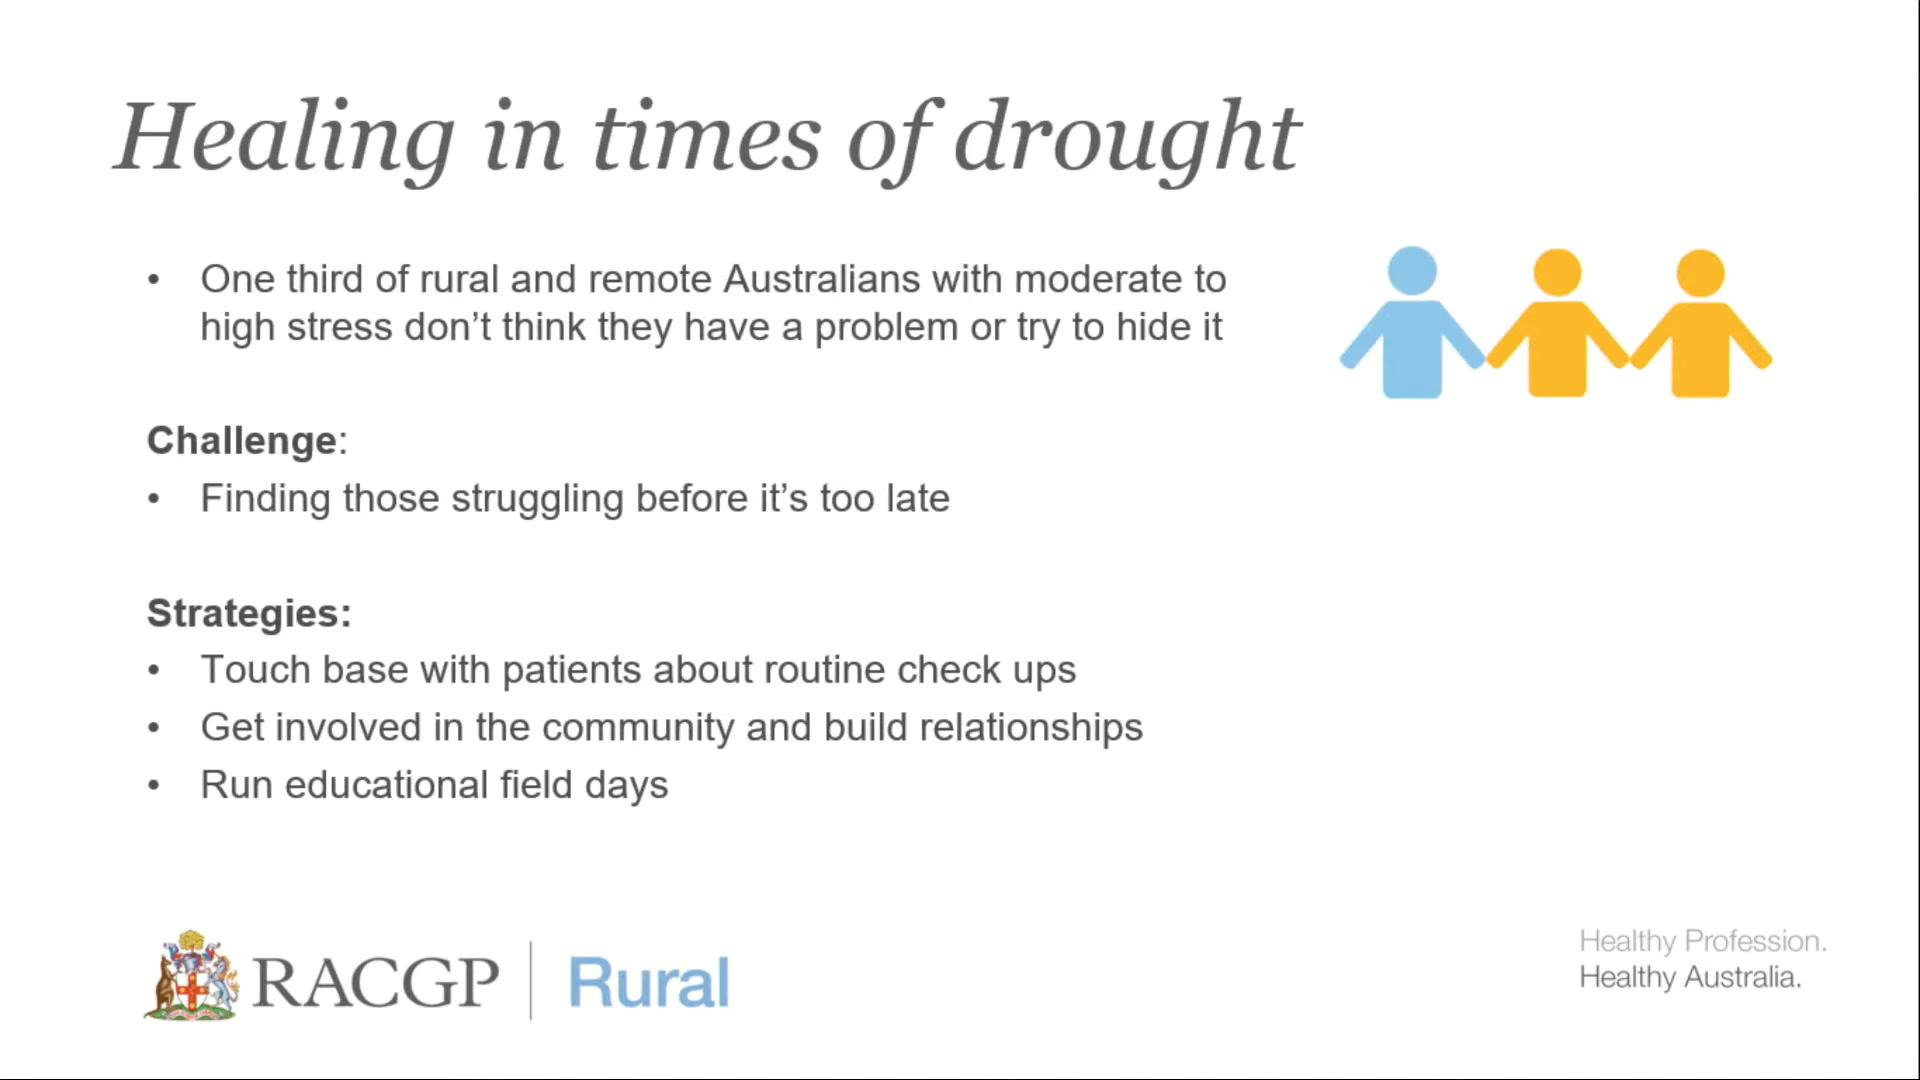 Healing in times of drought
• One third of rural and remote Australians with moderate to
high stress don’t think they have a problem or try to hide it
Challenge:
• Finding those struggling before it’s too late
Strategies:
• Touch base with patients about routine check ups
• Get involved in the community and build relationships
• Run educational field days
RACGP | Rural
Healthy Profession.
Healthy Australia.